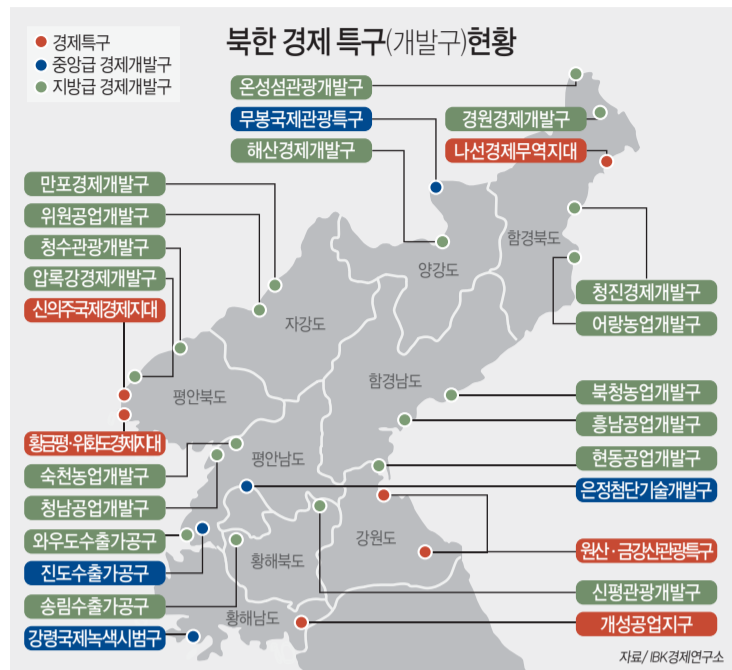 북한 경제 특구(개발구)현황
경제특구
중앙급 경제개발구
지방급 경제개발구
온성섬관광개발구
무봉국제관광특구
해산경제개발구
경원경제개발구
나선경제무역지대
만포경제개발구
위원공업개발구
청수관광개발구
압록강경제개발구
신의주국제경제지대
황금평·위화도경제지대
숙천농업개발구
청남공업개발구
와우도수출가공구
진도수출가공구
송림수출가공구
강령국제녹색시범구
함경북도
양강도
자강도
평안북도
함경남도
평안남도
강원도
황해북도
황해남도
청진경제개발구
어랑농업개발구
북청농업개발구
흥남공업개발구
현동공업개발구
은정첨단기술개발구
원산·금강산관광특구
신평관광개발구
개성공업지구
자료/IBK경제연구소